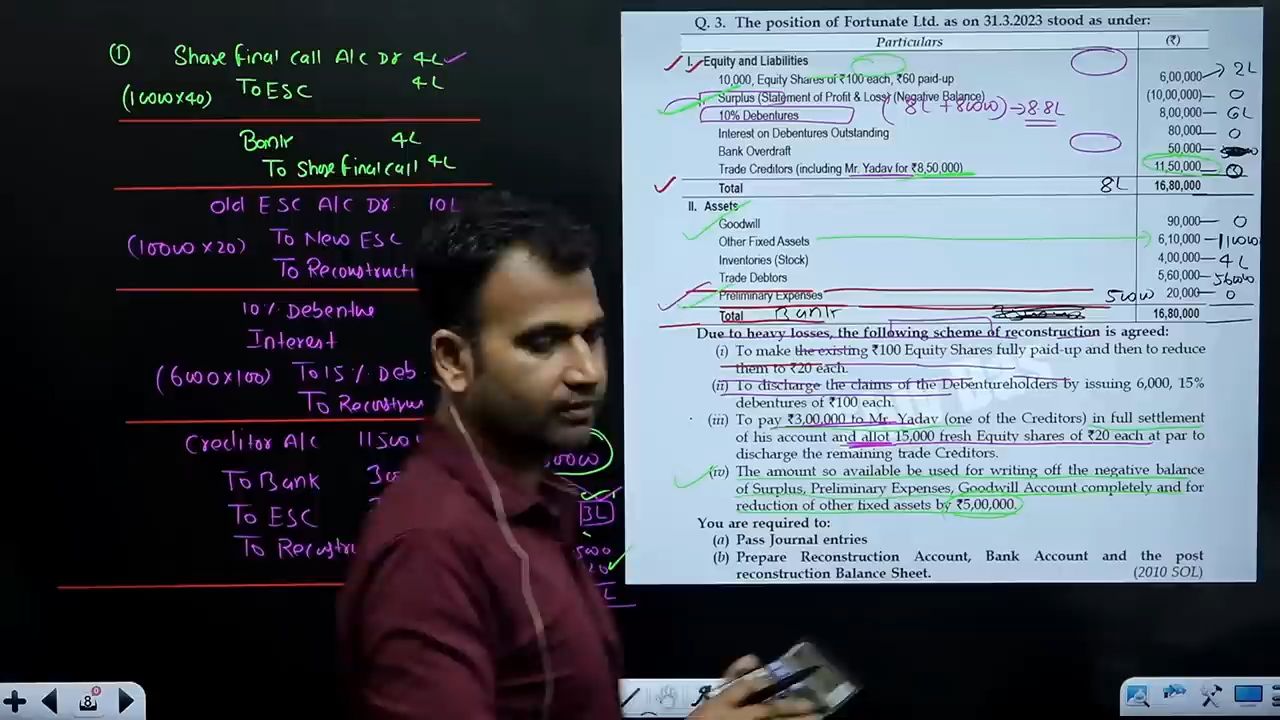 ① Share final call A/c Dr 4L
(10000×40) To ESC 4L
Bank 4L
To Share final call 4L
Old ESC A/c Dr. 10L
(10000×20) To New ESC
To Reconstructi
10% Debentue
Interest
(6000×100) To 15% Deb
To Reconstruc
Creditor A/c 11500
To Bank 30
To ESC
To Reconstru
3L
Q. 3. The position of Fortunate Ltd. as on 31.3.2023 stood as under:
Particulars (₹)
I. Equity and Liabilities
10,000, Equity Shares of ₹100 each, ₹60 paid-up 6,00,000 2L
Surplus (Statement of Profit & Loss) (Negative Balance) (10,00,000) 0
10% Debentures (8L + 80000) → 8.8L 8,00,000 6L
Interest on Debentures Outstanding 80,000 0
Bank Overdraft 50,000
Trade Creditors (including Mr. Yadav for ₹8,50,000) 11,50,000 0
Total 8L 16,80,000
II. Assets
Goodwill 90,000 0
Other Fixed Assets 6,10,000 110000
Inventories (Stock) 4,00,000 4L
Trade Debtors 5,60,000 56000
Preliminary Expenses 50000 20,000 0
Total Bank 16,80,000
Due to heavy losses, the following scheme of reconstruction is agreed:
(i) To make the existing ₹100 Equity Shares fully paid-up and then to reduce
them to ₹20 each.
(ii) To discharge the claims of the Debentureholders by issuing 6,000, 15%
debentures of ₹100 each.
(iii) To pay ₹3,00,000 to Mr. Yadav (one of the Creditors) in full settlement
of his account and allot 15,000 fresh Equity shares of ₹20 each at par to
discharge the remaining trade Creditors.
(iv) The amount so available be used for writing off the negative balance
of Surplus, Preliminary Expenses, Goodwill Account completely and for
reduction of other fixed assets by ₹5,00,000.
You are required to:
(a) Pass Journal entries
(b) Prepare Reconstruction Account, Bank Account and the post
reconstruction Balance Sheet. (2010 SOL)
8